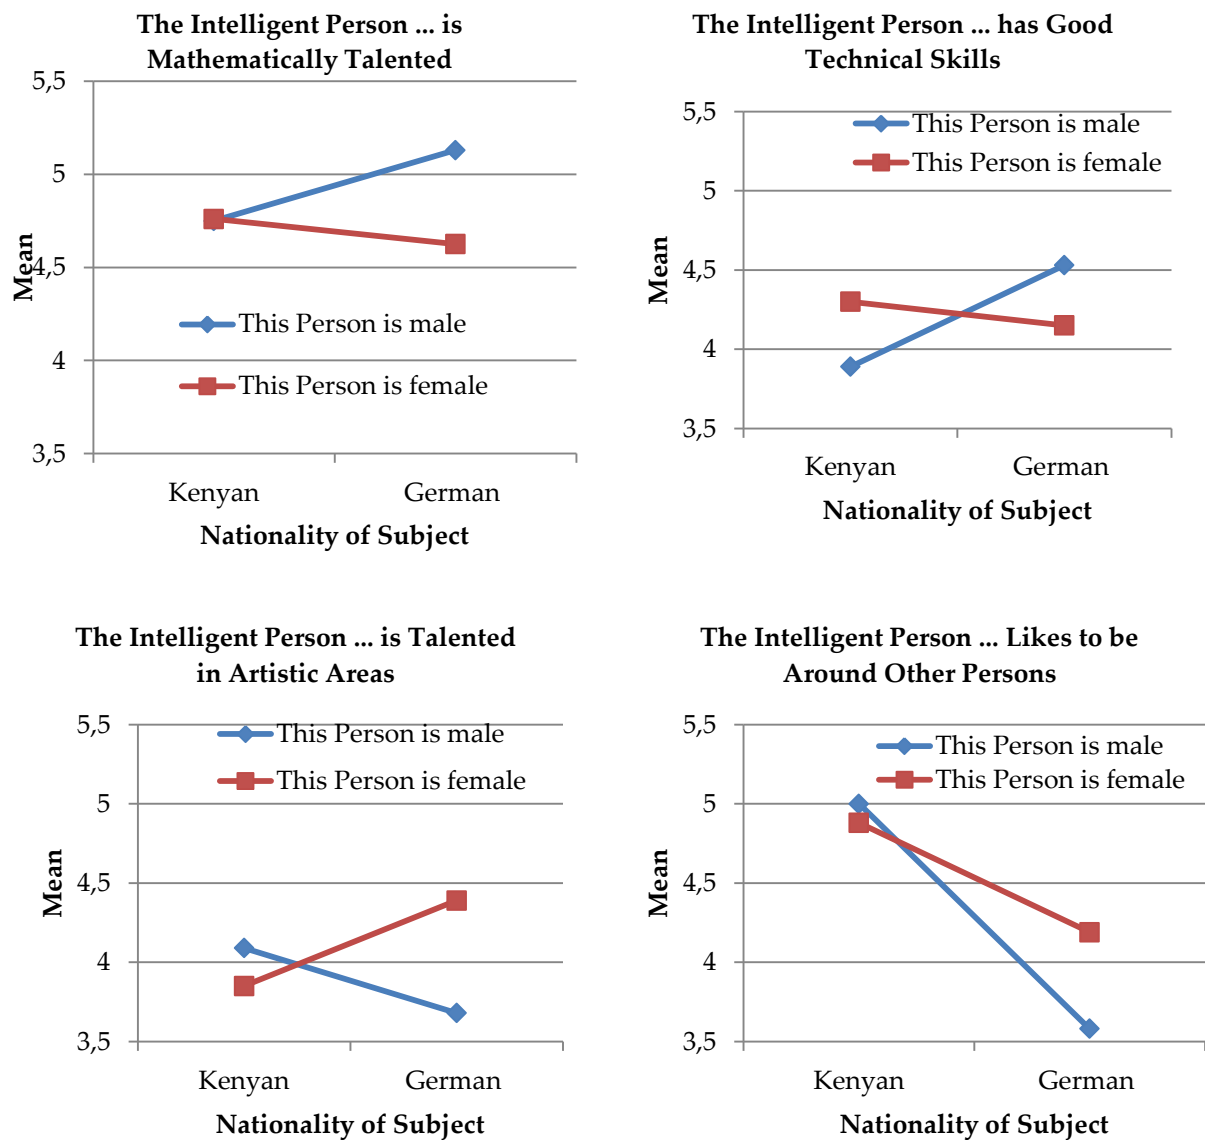 The Intelligent Person ... is
Mathematically Talented
5,5
5
4,5
4
3,5
Mean
This Person is male
This Person is female
Kenyan
German
Nationality of Subject
The Intelligent Person ... has Good
Technical Skills
5,5
5
4,5
4
3,5
Mean
This Person is male
This Person is female
Kenyan
German
Nationality of Subject
The Intelligent Person ... is Talented
in Artistic Areas
5,5
5
4,5
4
3,5
Mean
This Person is male
This Person is female
Kenyan
German
Nationality of Subject
The Intelligent Person ... Likes to be
Around Other Persons
5,5
5
4,5
4
3,5
Mean
This Person is male
This Person is female
Kenyan
German
Nationality of Subject